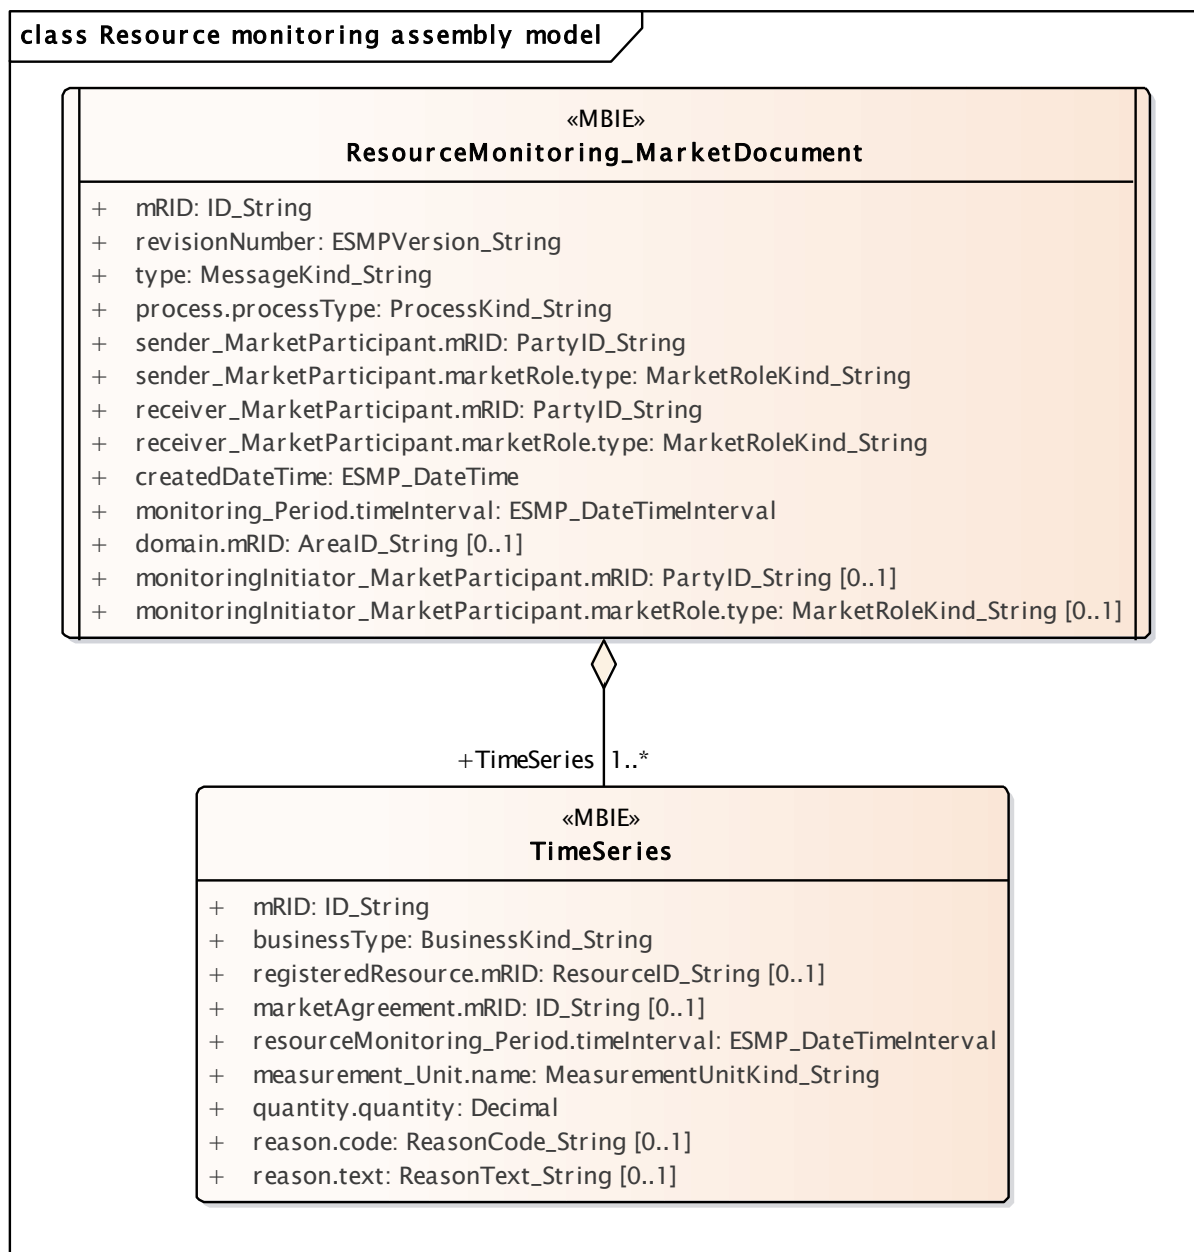 class Resource monitoring assembly model
«MBIE»
ResourceMonitoring_MarketDocument
+ mRID: ID_String
+ revisionNumber: ESMPVersion_String
+ type: MessageKind_String
+ process.processType: ProcessKind_String
+ sender_MarketParticipant.mRID: PartyID_String
+ sender_MarketParticipant.marketRole.type: MarketRoleKind_String
+ receiver_MarketParticipant.mRID: PartyID_String
+ receiver_MarketParticipant.marketRole.type: MarketRoleKind_String
+ createdDateTime: ESMP_DateTime
+ monitoring_Period.timeInterval: ESMP_DateTimeInterval
+ domain.mRID: AreaID_String [0..1]
+ monitoringInitiator_MarketParticipant.mRID: PartyID_String [0..1]
+ monitoringInitiator_MarketParticipant.marketRole.type: MarketRoleKind_String [0..1]
+TimeSeries 1..*
«MBIE»
TimeSeries
+ mRID: ID_String
+ businessType: BusinessKind_String
+ registeredResource.mRID: ResourceID_String [0..1]
+ marketAgreement.mRID: ID_String [0..1]
+ resourceMonitoring_Period.timeInterval: ESMP_DateTimeInterval
+ measurement_Unit.name: MeasurementUnitKind_String
+ quantity.quantity: Decimal
+ reason.code: ReasonCode_String [0..1]
+ reason.text: ReasonText_String [0..1]